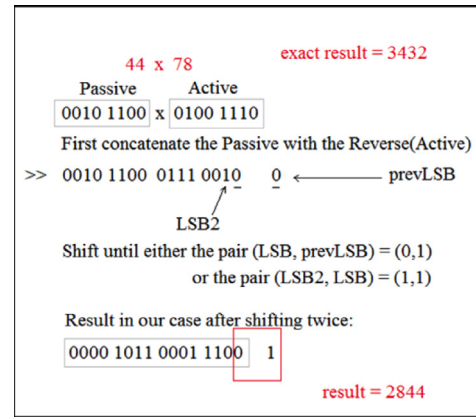 exact result = 3432
44 x 78
Passive Active
0010 1100 x 0100 1110
First concatenate the Passive with the Reverse(Active)
>> 0010 1100 0111 0010 0 prevLSB
LSB2
Shift until either the pair (LSB, prevLSB) = (0,1)
or the pair (LSB2, LSB) = (1,1)
Result in our case after shifting twice:
0000 1011 0001 1100 1
result = 2844